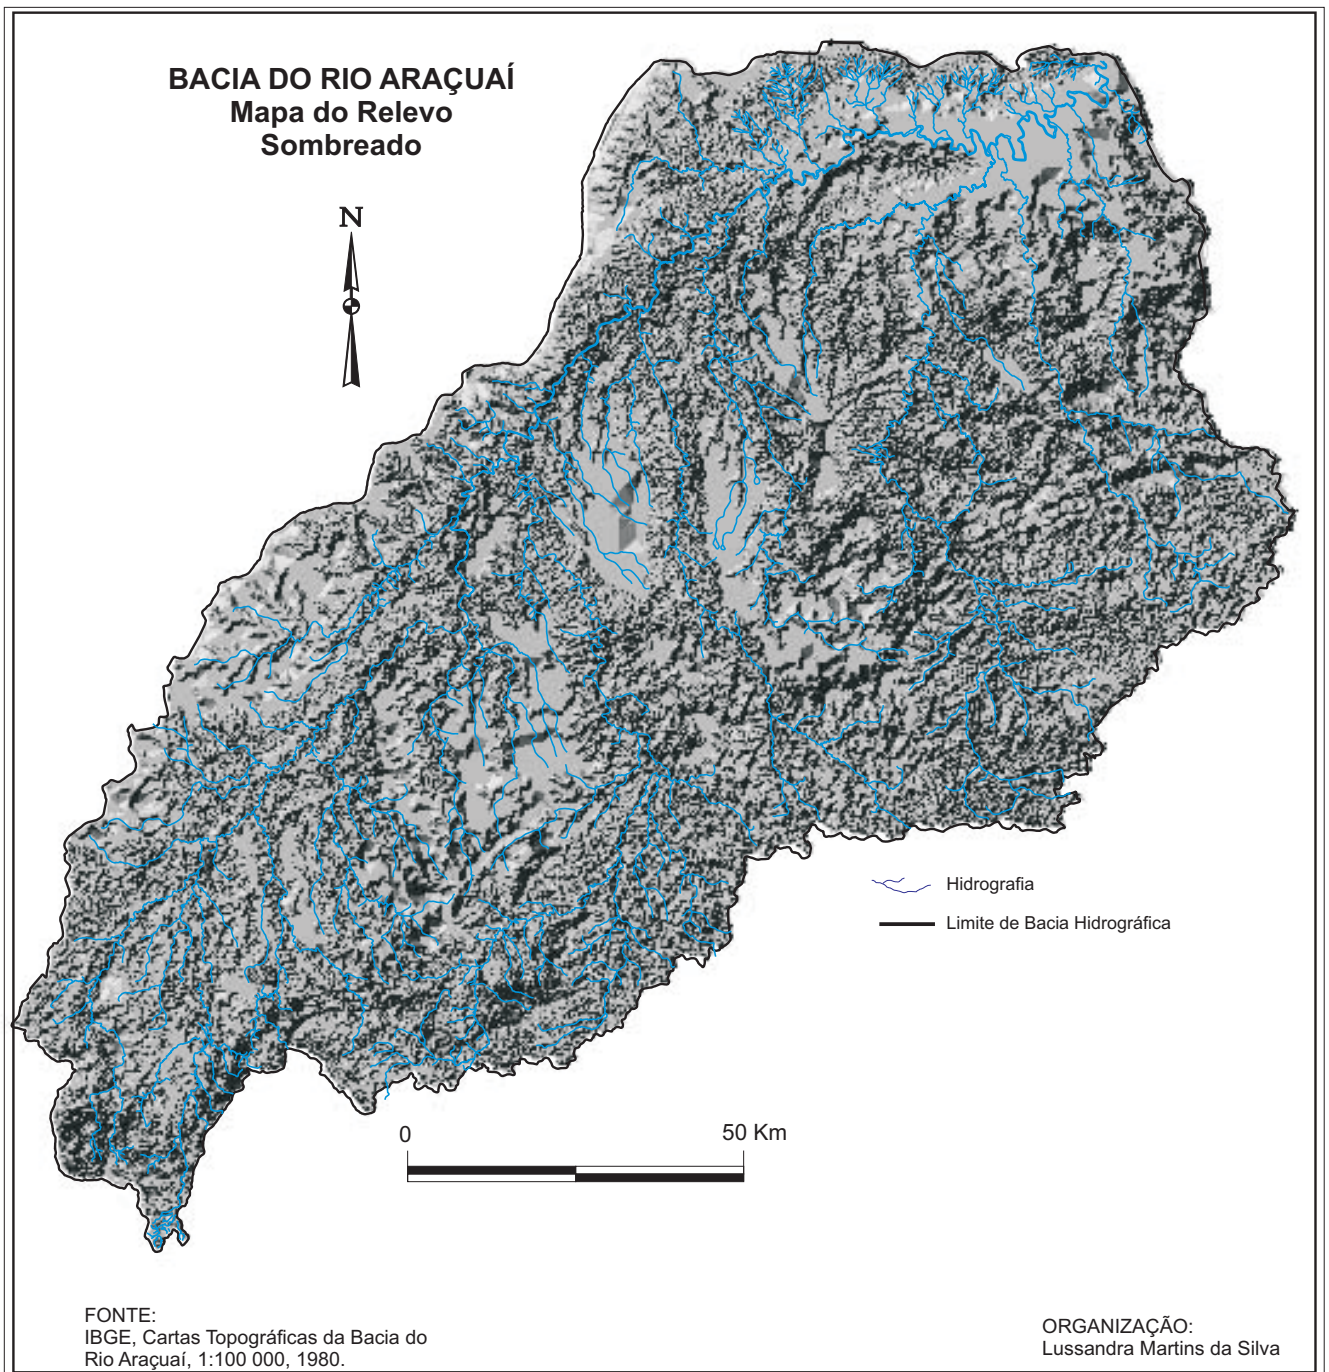 BACIA DO RIO ARAÇUAÍ
Mapa do Relevo
Sombreado
N
Hidrografia
Limite de Bacia Hidrográfica
0
50 Km
FONTE:
IBGE, Cartas Topográficas da Bacia do
Rio Araçuaí, 1:100 000, 1980.
ORGANIZAÇÃO:
Lussandra Martins da Silva